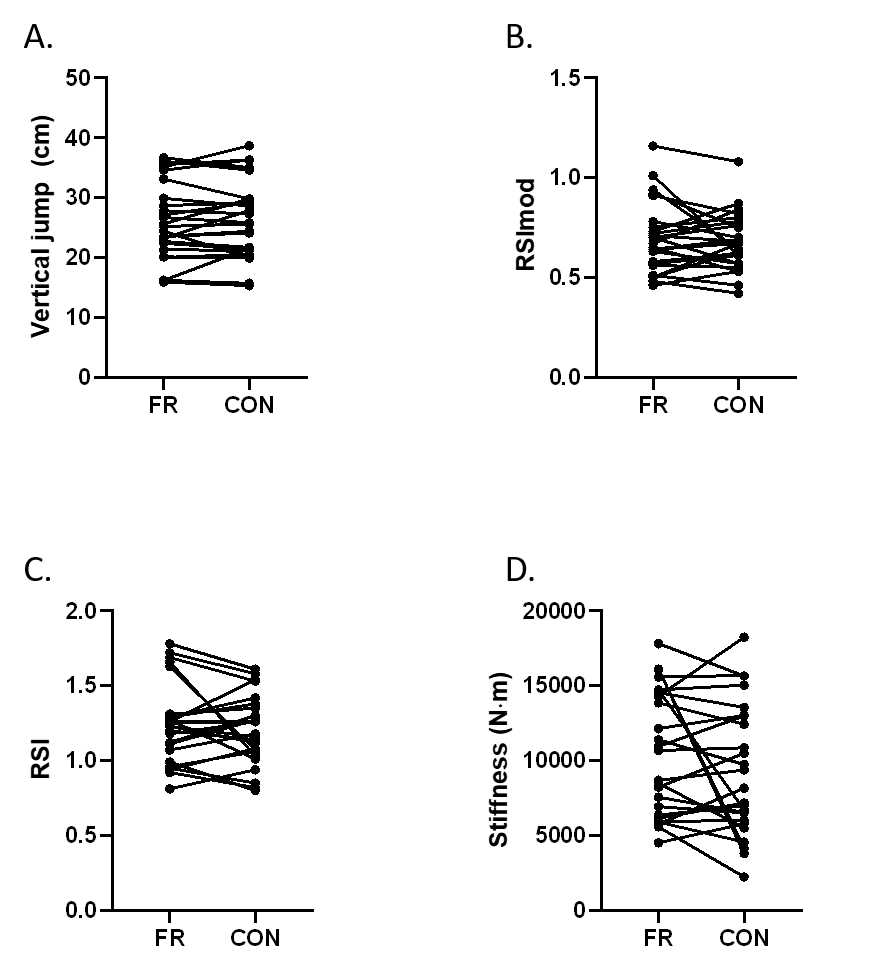 A.
Vertical jump (cm)
50
40
30
20
10
0
FR CON
B.
RSImod
1.5
1.0
0.5
0.0
FR CON
C.
RSI
2.0
1.5
1.0
0.5
0.0
FR CON
D.
Stiffness (N·m)
20000
15000
10000
5000
0
FR CON